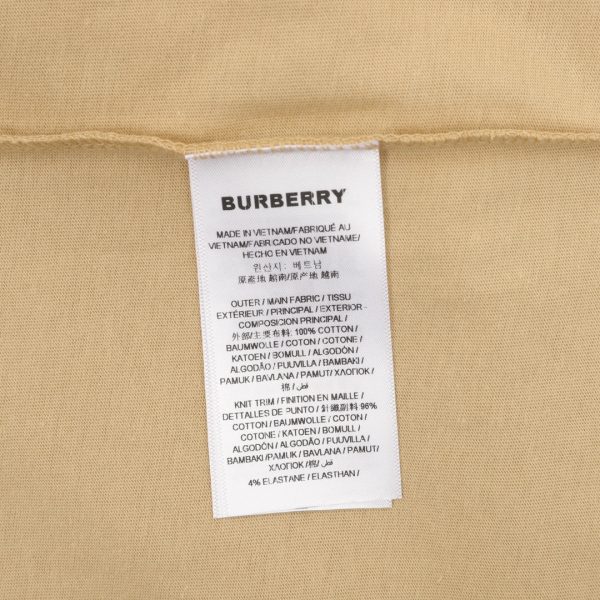 BURBERRY
MADE IN VIETNAM/FABRIQUÉ AU
VIETNAM/FABRICADO NO VIETNAME/
HECHO EN VIETNAM
원산지: 베트남
原產地 越南/原产地 越南
OUTER / MAIN FABRIC / TISSU
EXTÉRIEUR / PRINCIPAL / EXTERIOR -
COMPOSICIÓN PRINCIPAL /
外部/主要布料: 100% COTTON /
BAUMWOLLE / COTON / COTONE /
KATOEN / BOMULL / ALGODÓN /
ALGODÃO / PUUVILLA / BAMBAKI /
PAMUK / BAVLANA / PAMUT/ ХЛОПОК /
棉/ قطن /
KNIT TRIM / FINITION EN MAILLE /
DETTALLES DE PUNTO / 針織副料:96%
COTTON / BAUMWOLLE / COTON /
COTONE / KATOEN / BOMULL /
ALGODÓN / ALGODÃO / PUUVILLA /
BAMBAKI /PAMUK / BAVLANA / PAMUT/
ХЛОПОК /棉/ قطن /
4% ELASTANE / ELASTHAN /